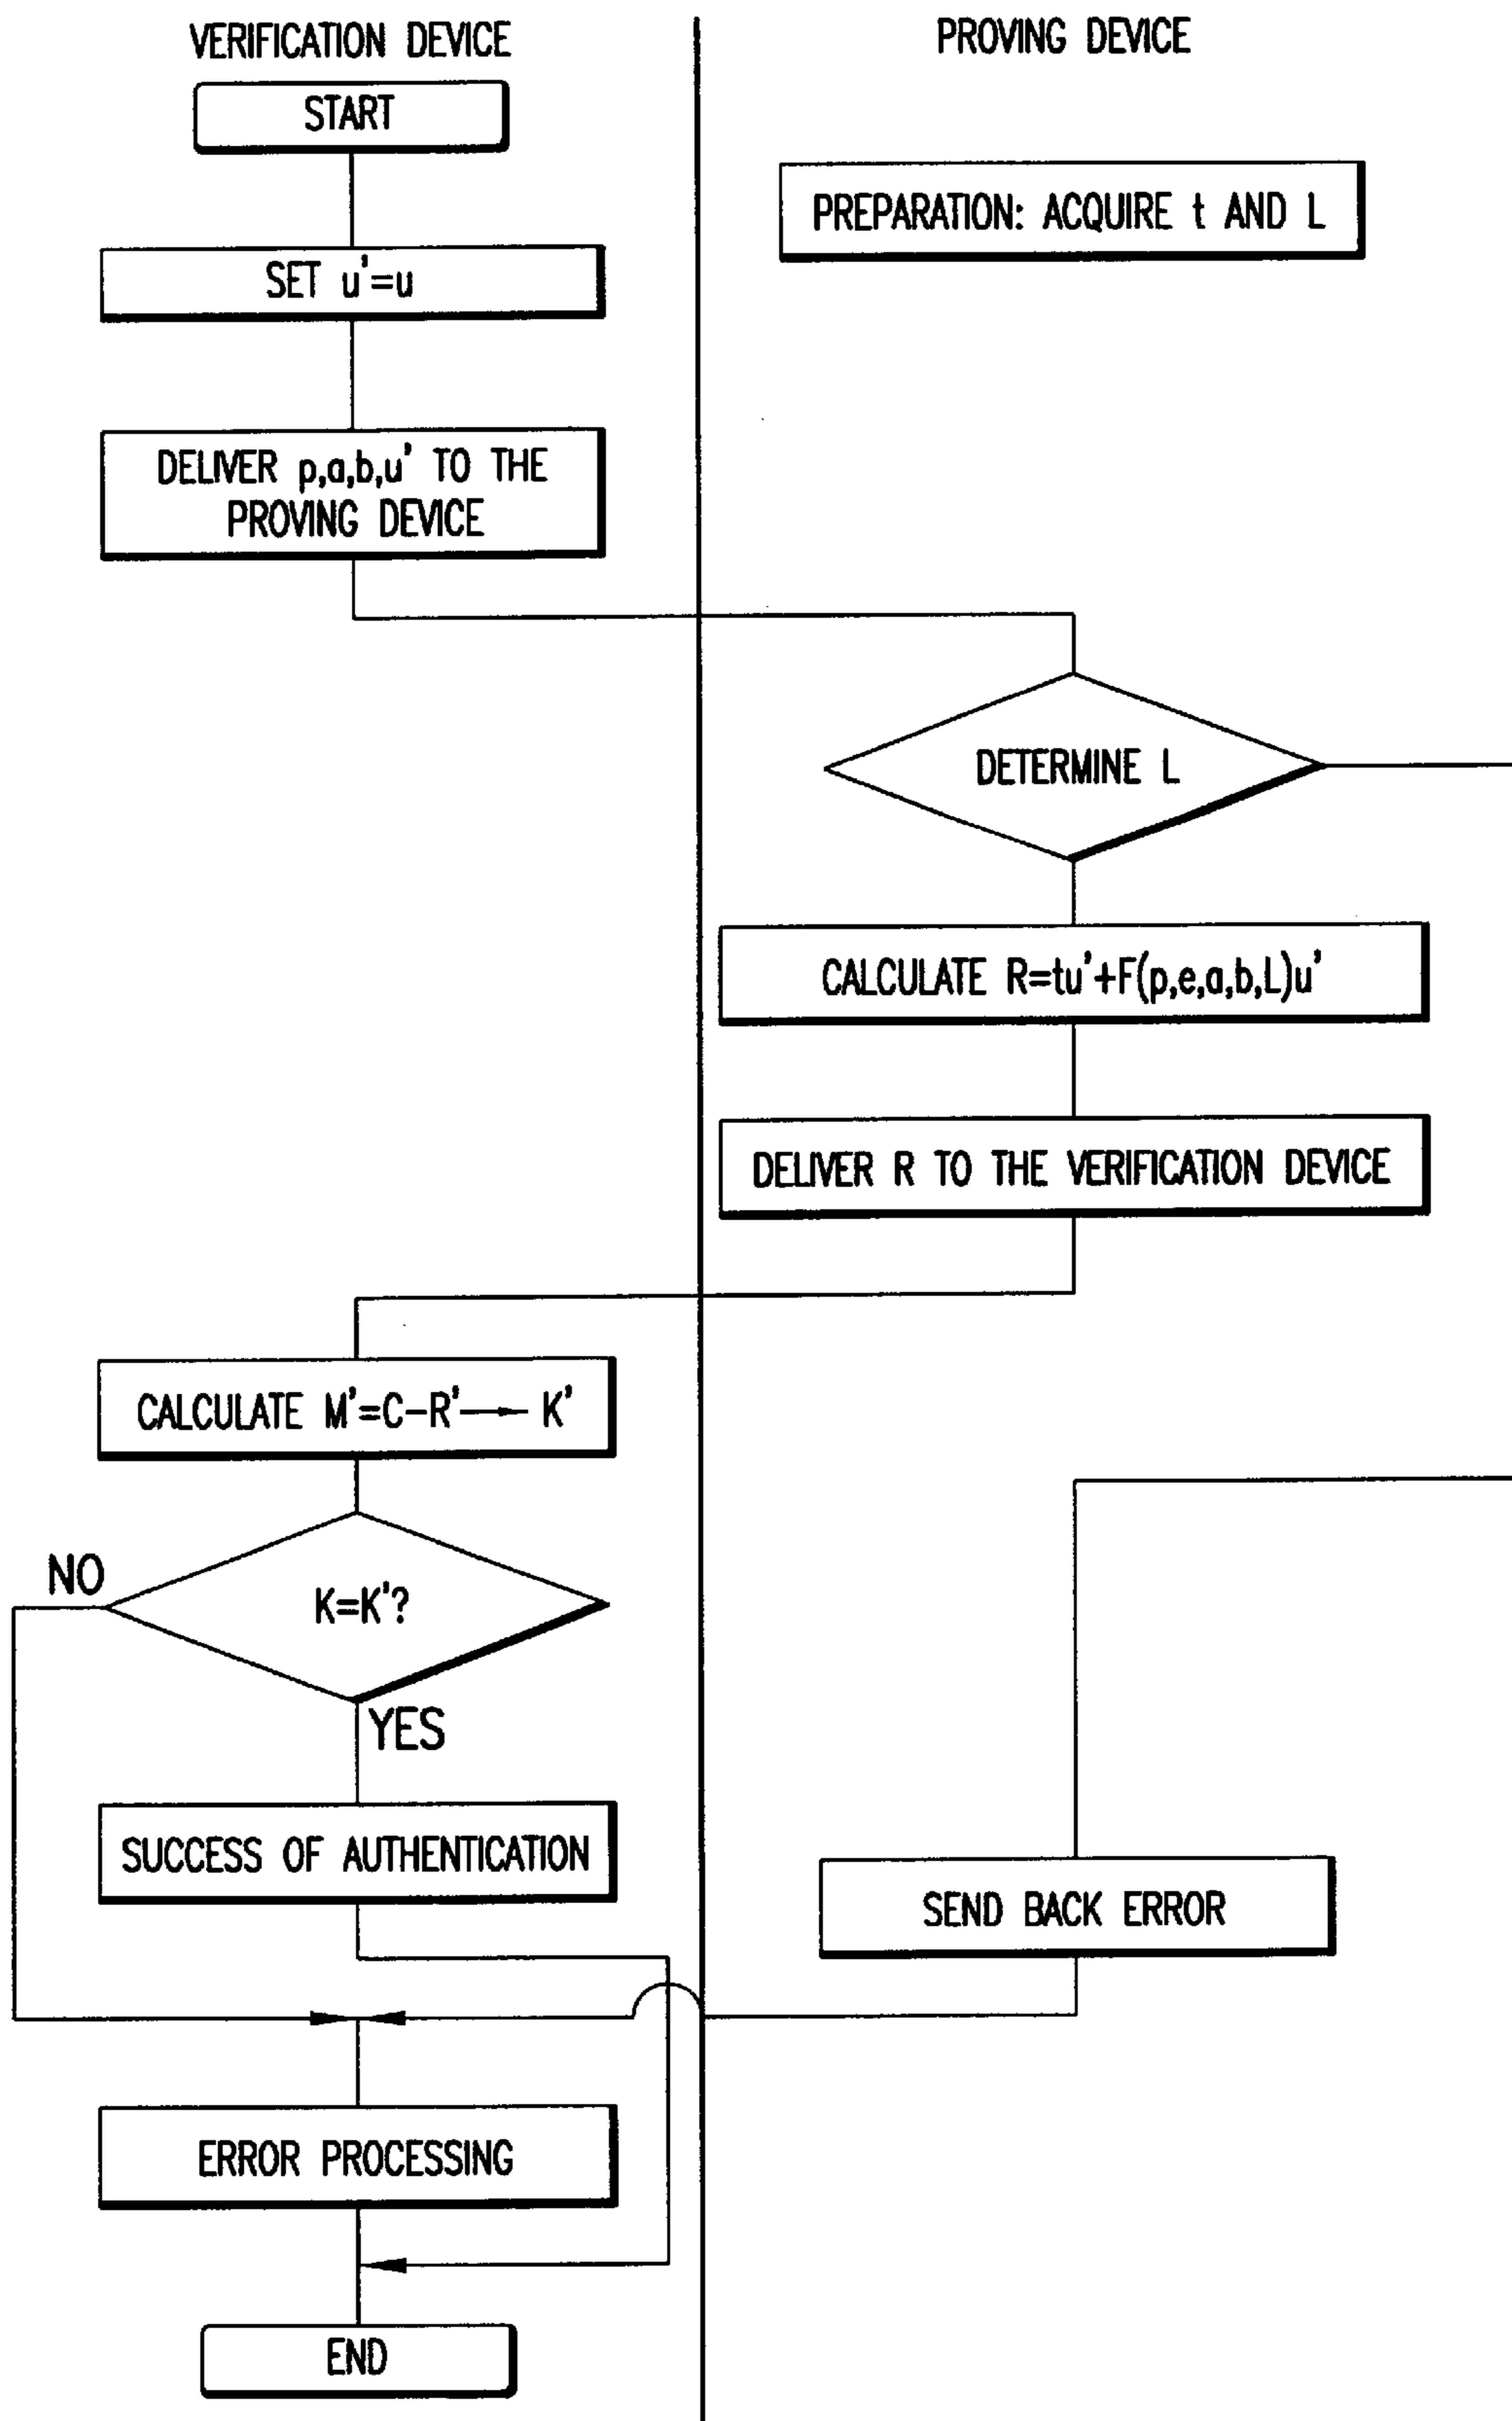 VERIFICATION DEVICE
PROVING DEVICE
START
PREPARATION: ACQUIRE t AND L
SET u'=u
DELIVER p,a,b,u' TO THE
PROVING DEVICE
DETERMINE L
CALCULATE R=tu'+F(p,e,a,b,L)u'
DELIVER R TO THE VERIFICATION DEVICE
CALCULATE M'=C-R'→ K'
NO
K=K'?
YES
SUCCESS OF AUTHENTICATION
SEND BACK ERROR
ERROR PROCESSING
END